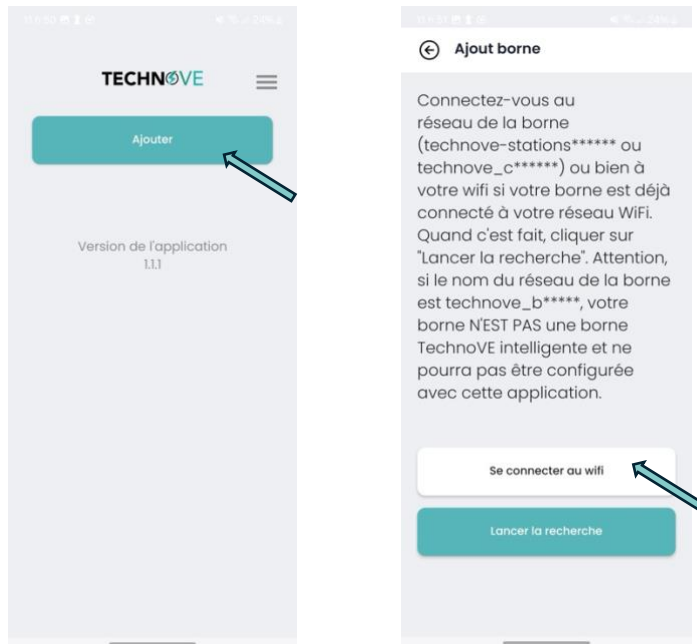 TECHNOVE
Ajouter
Version de l'application
1.1.1
Ajout borne
Connectez-vous au
réseau de la borne
(technove-stations****** ou
technove_c******) ou bien à
votre wifi si votre borne est déjà
connecté à votre réseau WiFi.
Quand c'est fait, cliquer sur
"Lancer la recherche". Attention,
si le nom du réseau de la borne
est technove_b*****, votre
borne N'EST PAS une borne
TechnoVE intelligente et ne
pourra pas être configurée
avec cette application.
Se connecter au wifi
Lancer la recherche